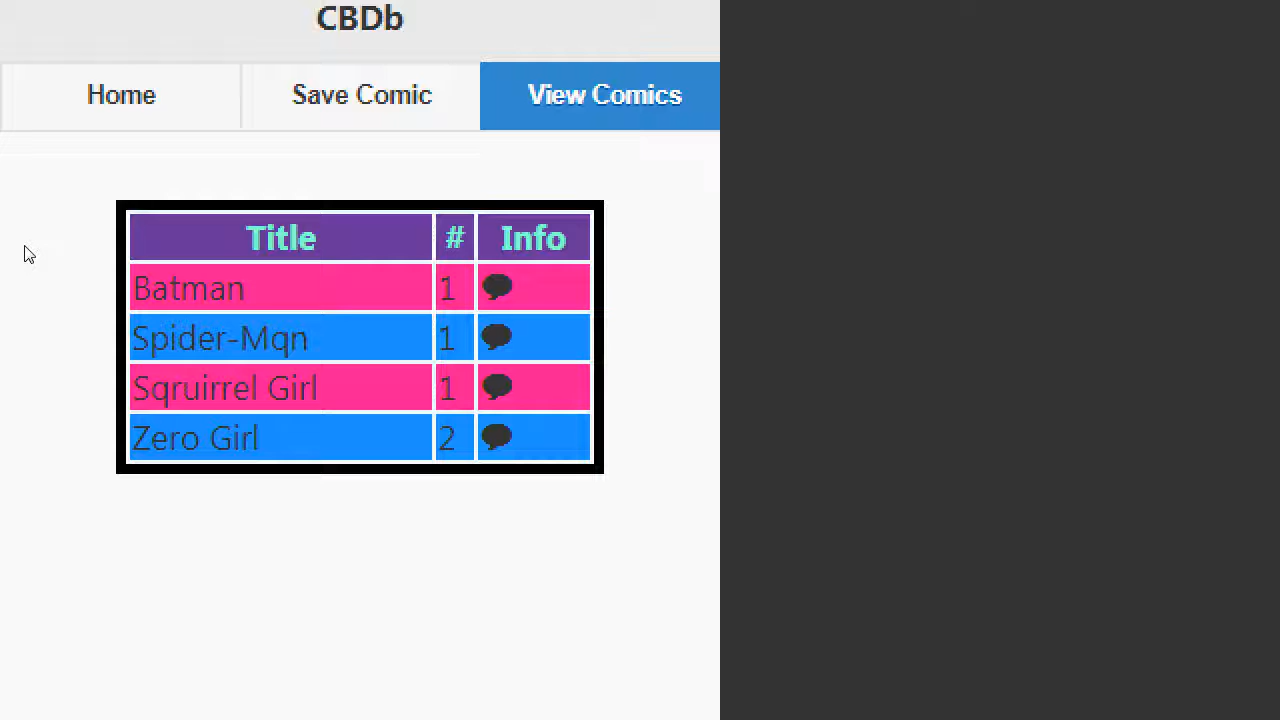 CBDb
Home Save Comic View Comics
Title # Info
Batman 1
Spider-Mqn 1
Sqruirrel Girl 1
Zero Girl 2